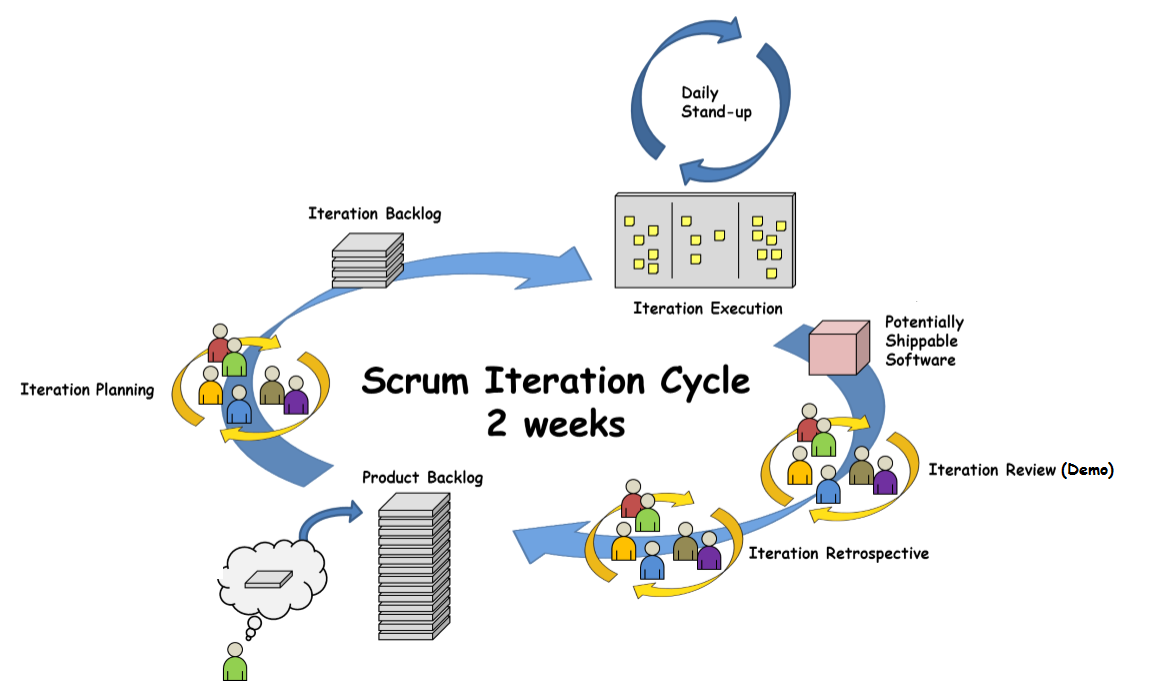 Daily
Stand-up
Iteration Backlog
Iteration Execution
Potentially
Shippable
Software
Iteration Planning
Scrum Iteration Cycle
2 weeks
Iteration Review (Demo)
Product Backlog
Iteration Retrospective